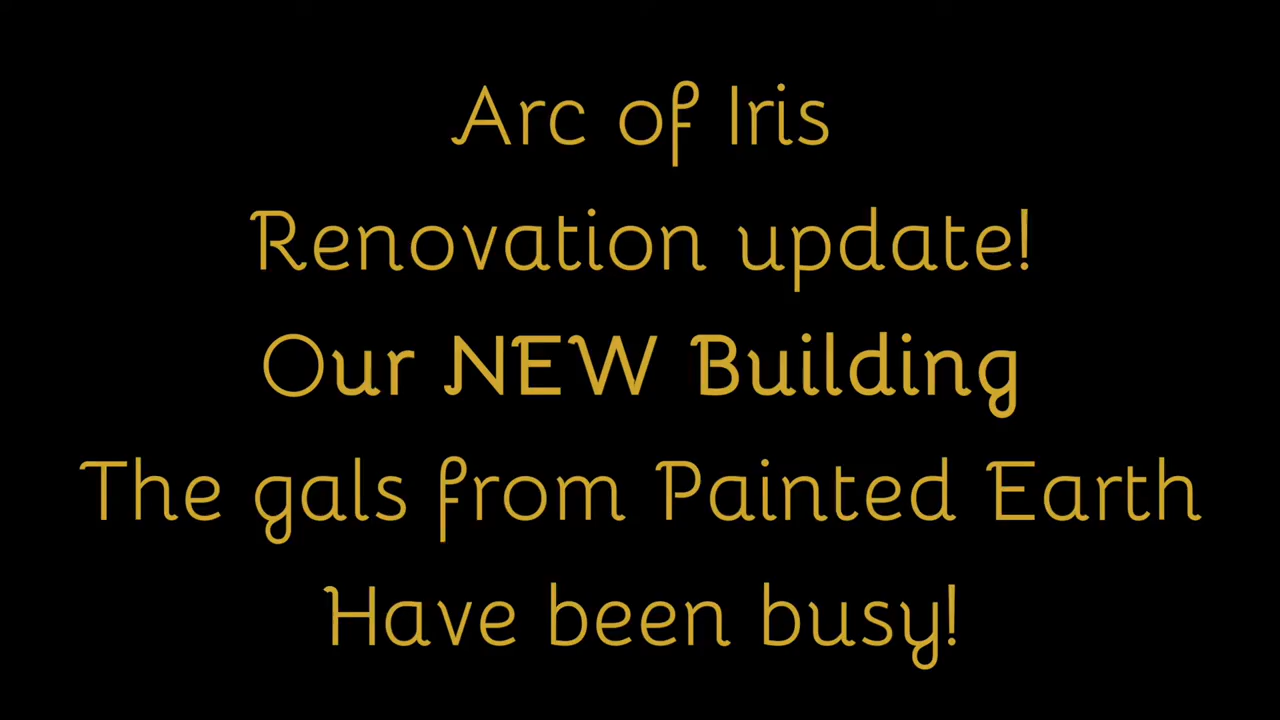 Arc of Iris
Renovation update!
Our NEW Building
The gals from Painted Earth
Have been busy!